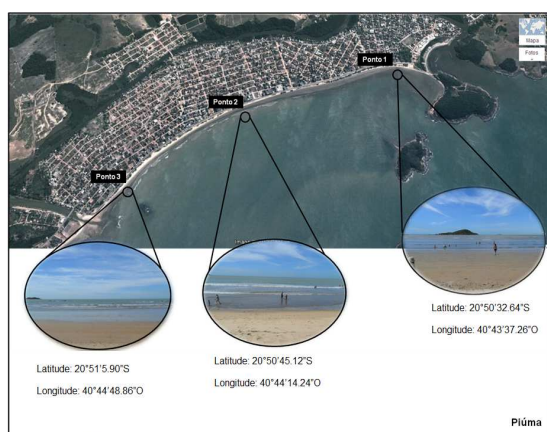 Mapa
Fotos
Ponto 1
Ponto 2
Ponto 3
Latitude: 20°50'32.64"S
Longitude: 40°43'37.26"O
Latitude: 20°50'45.12"S
Longitude: 40°44'14.24"O
Latitude: 20°51'5.90"S
Longitude: 40°44'48.86"O
Piúma